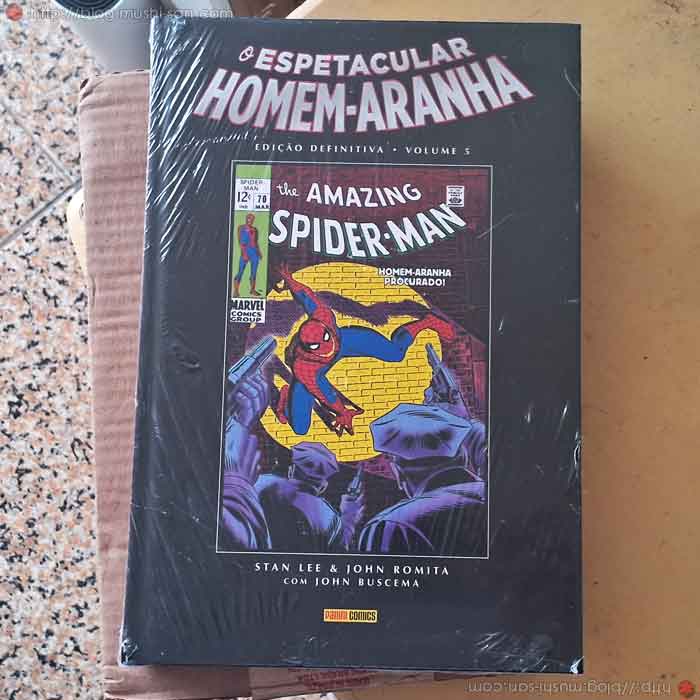 http://blog.mushi-san.com
O ESPETACULAR
HOMEM-ARANHA
EDIÇÃO DEFINITIVA • VOLUME 5
SPIDER-
MAN
12¢
IND.
70
MAR
MARVEL
COMICS
GROUP
the AMAZING
SPIDER-MAN
HOMEM-ARANHA
PROCURADO!
STAN LEE & JOHN ROMITA
COM JOHN BUSCEMA
PANINI COMICS
http://blog.mushi-san.com